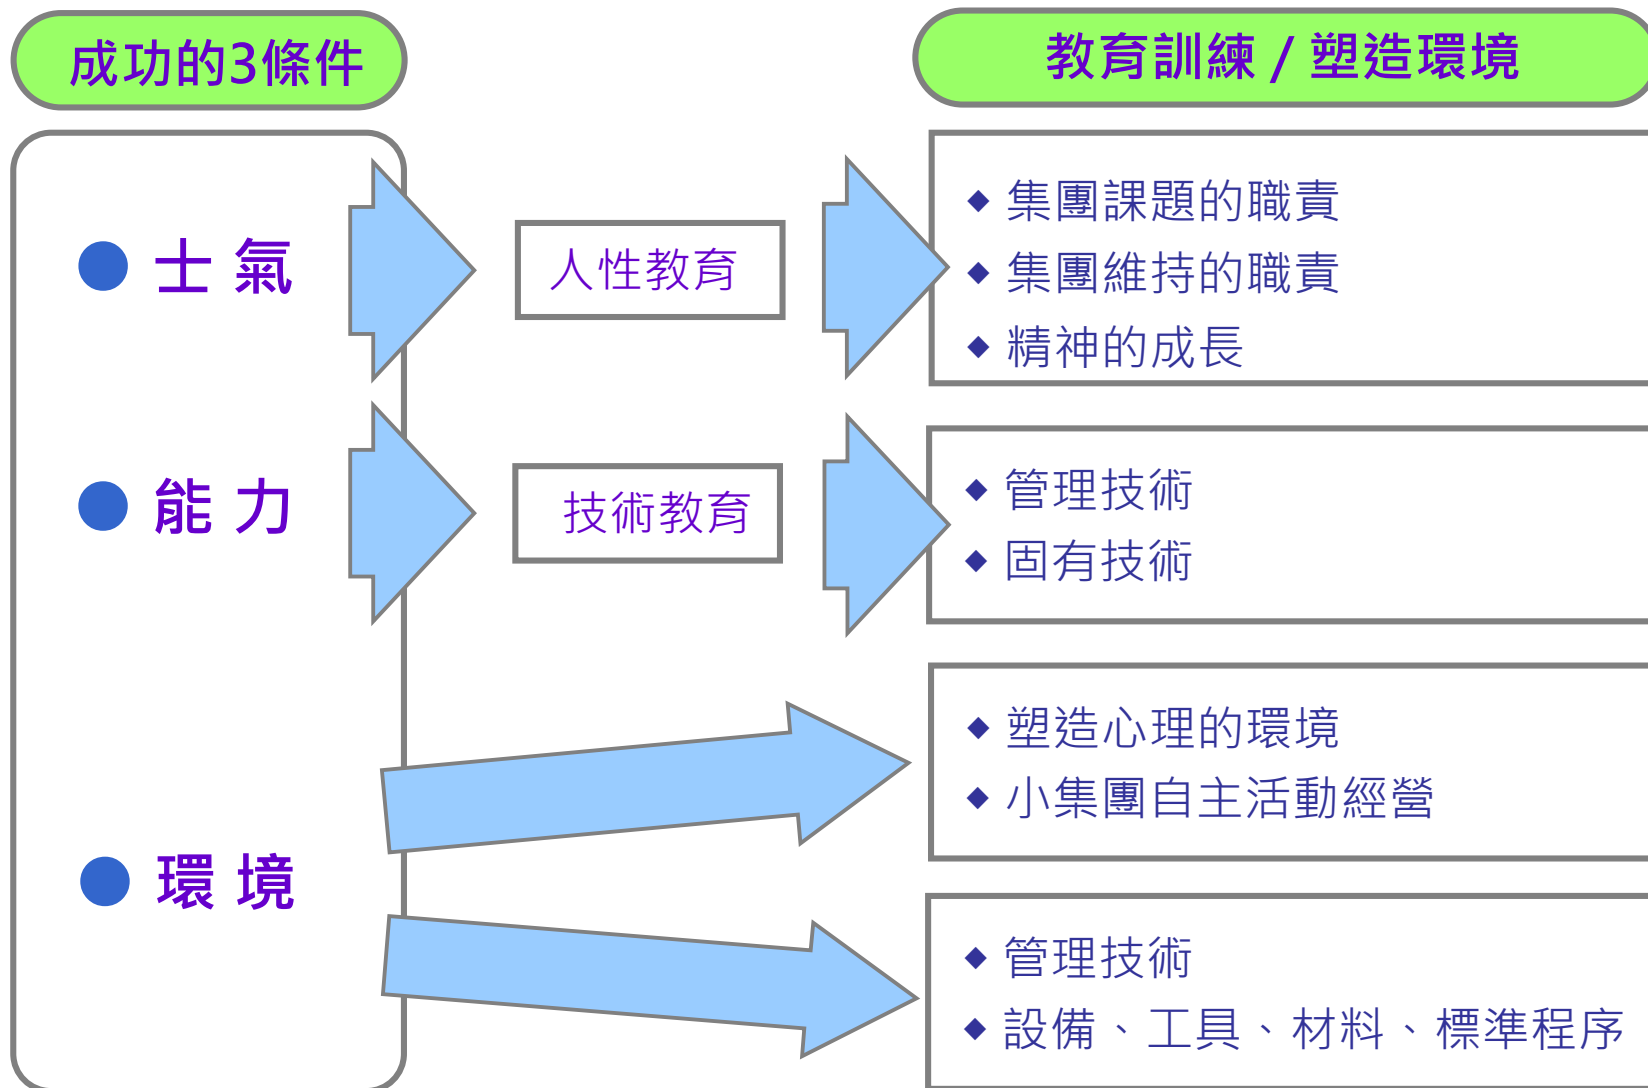 成功的3條件
教育訓練 / 塑造環境
士 氣
人性教育
集團課題的職責
集團維持的職責
精神的成長
能 力
技術教育
管理技術
固有技術
環 境
塑造心理的環境
小集團自主活動經營
管理技術
設備、工具、材料、標準程序